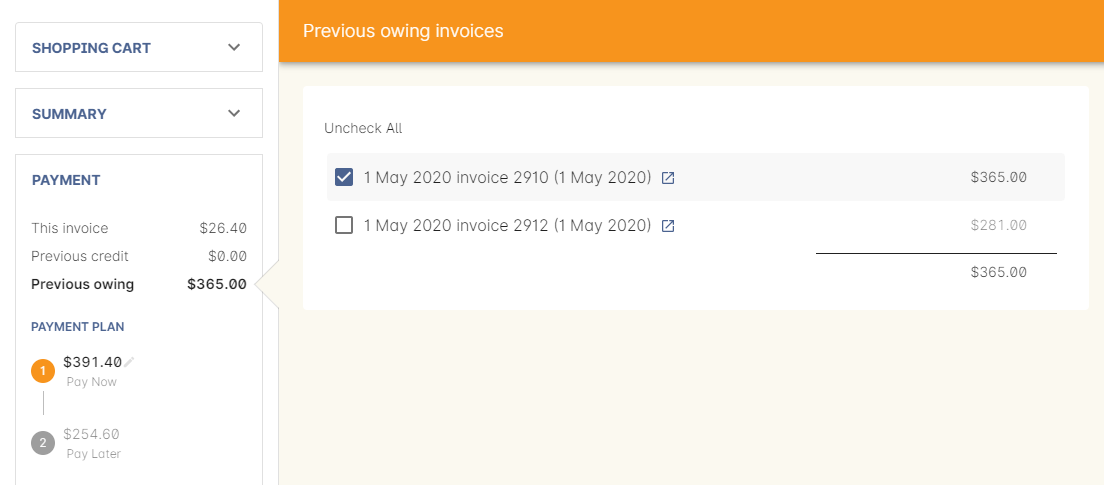 SHOPPING CART
SUMMARY
PAYMENT
This invoice $26.40
Previous credit $0.00
Previous owing $365.00
PAYMENT PLAN
1 $391.40
Pay Now
2 $254.60
Pay Later
Previous owing invoices
Uncheck All
1 May 2020 invoice 2910 (1 May 2020) $365.00
1 May 2020 invoice 2912 (1 May 2020) $281.00
$365.00